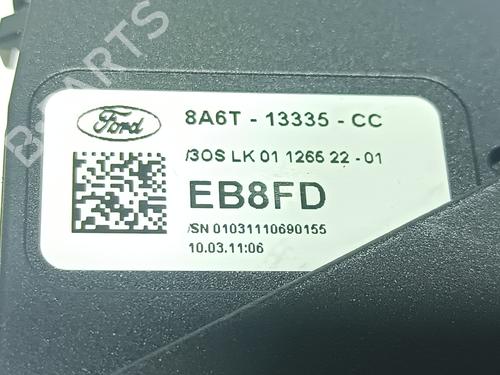 B-PARTS
Ford
8A6T - 13335 - CC
/3OS LK 01 1266 22 - 01
EB8FD
/SN 01031110690155
10.03.11:06